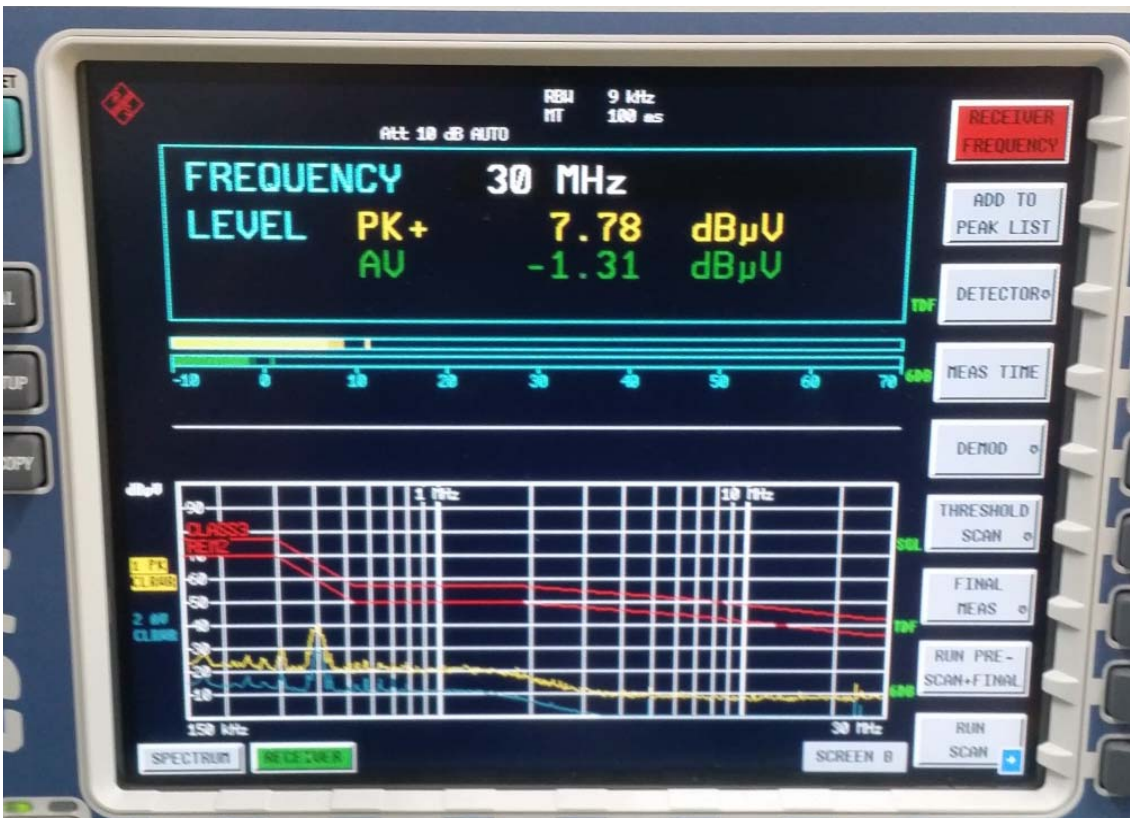 ET
RBW 9 kHz
MT 100 ms
Att 10 dB AUTO
RECEIVER
FREQUENCY
FREQUENCY 30 MHz
LEVEL PK+ 7.78 dBµV
AV -1.31 dBµV
ADD TO
PEAK LIST
DETECTOR
TDF
-10 0 10 20 30 40 50 60 70 6DB
MEAS TIME
TUP
COPY
DEMOD
dBµV
1 MHz 10 MHz
90
CLASS3
THRESHOLD
SCAN
SGL
1 PK
CLRWR
60
50
FINAL
MEAS
2 AV
CLRWR
40
TDF
30
20
10
RUN PRE-
SCAN+FINAL
6DB
150 kHz 30 MHz
RUN
SCAN
SPECTRUM RECEIVER SCREEN B